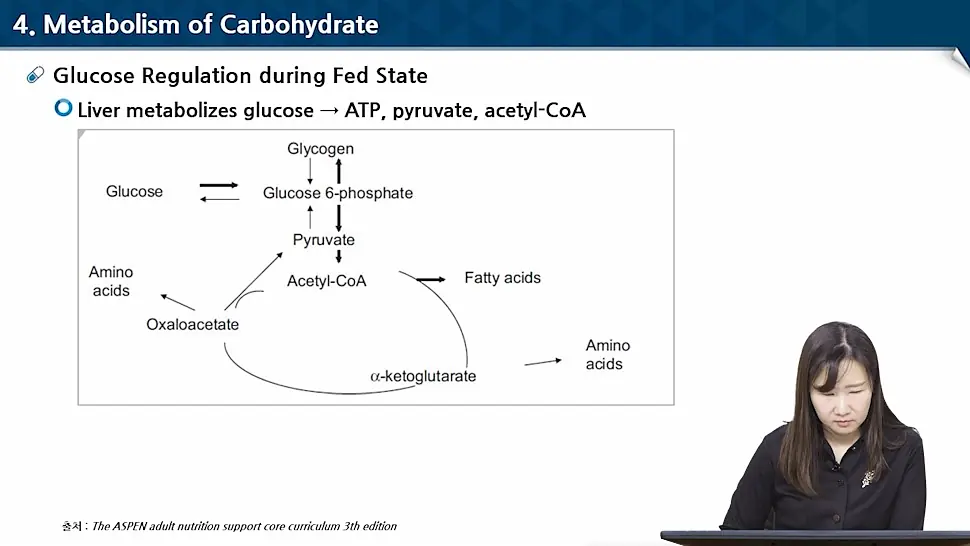 4. Metabolism of Carbohydrate
Glucose Regulation during Fed State
Liver metabolizes glucose → ATP, pyruvate, acetyl-CoA
Glycogen
Glucose
Glucose 6-phosphate
Pyruvate
Amino
acids
Acetyl-CoA
Fatty acids
Oxaloacetate
Amino
acids
α-ketoglutarate
출처 : The ASPEN adult nutrition support core curriculum 3th edition